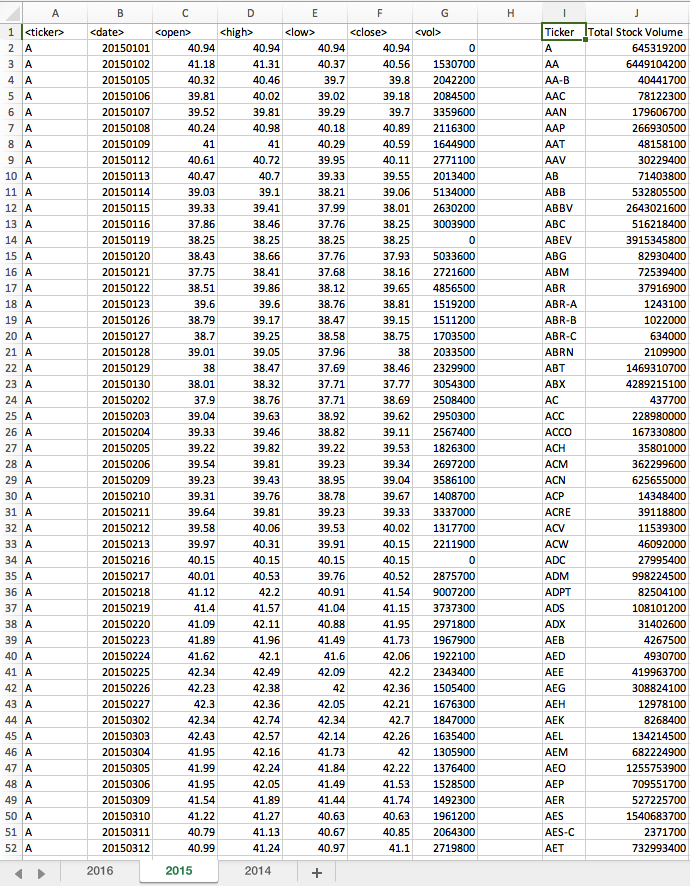 A B C D E F G H I J
1 <ticker> <date> <open> <high> <low> <close> <vol> Ticker Total Stock Volume
2 A 20150101 40.94 40.94 40.94 40.94 0 A 645319200
3 A 20150102 41.18 41.31 40.37 40.56 1530700 AA 6449104200
4 A 20150105 40.32 40.46 39.7 39.8 2042200 AA-B 40441700
5 A 20150106 39.81 40.02 39.02 39.18 2084500 AAC 78122300
6 A 20150107 39.52 39.81 39.29 39.7 3359600 AAN 179606700
7 A 20150108 40.24 40.98 40.18 40.89 2116300 AAP 266930500
8 A 20150109 41 41 40.29 40.59 1644900 AAT 48158100
9 A 20150112 40.61 40.72 39.95 40.11 2771100 AAV 30229400
10 A 20150113 40.47 40.7 39.33 39.55 2013400 AB 71403800
11 A 20150114 39.03 39.1 38.21 39.06 5134000 ABB 532805500
12 A 20150115 39.33 39.41 37.99 38.01 2630200 ABBV 2643021600
13 A 20150116 37.86 38.46 37.76 38.25 3003900 ABC 516218400
14 A 20150119 38.25 38.25 38.25 38.25 0 ABEV 3915345800
15 A 20150120 38.43 38.66 37.76 37.93 5033600 ABG 82930400
16 A 20150121 37.75 38.41 37.68 38.16 2721600 ABM 72539400
17 A 20150122 38.51 39.86 38.12 39.65 4856500 ABR 37916900
18 A 20150123 39.6 39.6 38.76 38.81 1519200 ABR-A 1243100
19 A 20150126 38.79 39.17 38.47 39.15 1511200 ABR-B 1022000
20 A 20150127 38.7 39.25 38.58 38.75 1703500 ABR-C 634000
21 A 20150128 39.01 39.05 37.96 38 2033500 ABRN 2109900
22 A 20150129 38 38.47 37.69 38.46 2329900 ABT 1469310700
23 A 20150130 38.01 38.32 37.71 37.77 3054300 ABX 4289215100
24 A 20150202 37.9 38.76 37.71 38.69 2508400 AC 437700
25 A 20150203 39.04 39.63 38.92 39.62 2950300 ACC 228980000
26 A 20150204 39.33 39.46 38.82 39.11 2567400 ACCO 167330800
27 A 20150205 39.22 39.82 39.22 39.53 1826300 ACH 35801000
28 A 20150206 39.54 39.81 39.23 39.34 2697200 ACM 362299600
29 A 20150209 39.23 39.43 38.95 39.04 3586100 ACN 625655000
30 A 20150210 39.31 39.76 38.78 39.67 1408700 ACP 14348400
31 A 20150211 39.64 39.81 39.23 39.33 3337000 ACRE 39118800
32 A 20150212 39.58 40.06 39.53 40.02 1317700 ACV 11539300
33 A 20150213 39.97 40.31 39.91 40.15 2211900 ACW 46092000
34 A 20150216 40.15 40.15 40.15 40.15 0 ADC 27995400
35 A 20150217 40.01 40.53 39.76 40.52 2875700 ADM 998224500
36 A 20150218 41.12 42.2 40.91 41.54 9007200 ADPT 82504100
37 A 20150219 41.4 41.57 41.04 41.15 3737300 ADS 108101200
38 A 20150220 41.09 42.11 40.88 41.95 2971800 ADX 31402600
39 A 20150223 41.89 41.96 41.49 41.73 1967900 AEB 4267500
40 A 20150224 41.62 42.1 41.6 42.06 1922100 AED 4930700
41 A 20150225 42.34 42.49 42.09 42.2 2343400 AEE 419963700
42 A 20150226 42.23 42.38 42 42.36 1505400 AEG 308824100
43 A 20150227 42.3 42.36 42.05 42.21 1676300 AEH 12978100
44 A 20150302 42.34 42.74 42.34 42.7 1847000 AEK 8268400
45 A 20150303 42.43 42.57 42.14 42.26 1635400 AEL 134214500
46 A 20150304 41.95 42.16 41.73 42 1305900 AEM 682224900
47 A 20150305 41.99 42.24 41.84 42.22 1376400 AEO 1255753900
48 A 20150306 41.95 42.05 41.49 41.53 1528500 AEP 709551700
49 A 20150309 41.54 41.89 41.44 41.74 1492300 AER 527225700
50 A 20150310 41.22 41.27 40.63 40.63 1961200 AES 1540683700
51 A 20150311 40.79 41.13 40.67 40.85 2064300 AES-C 2371700
52 A 20150312 40.99 41.24 40.97 41.1 2719800 AET 732993400
2016 2015 2014 +